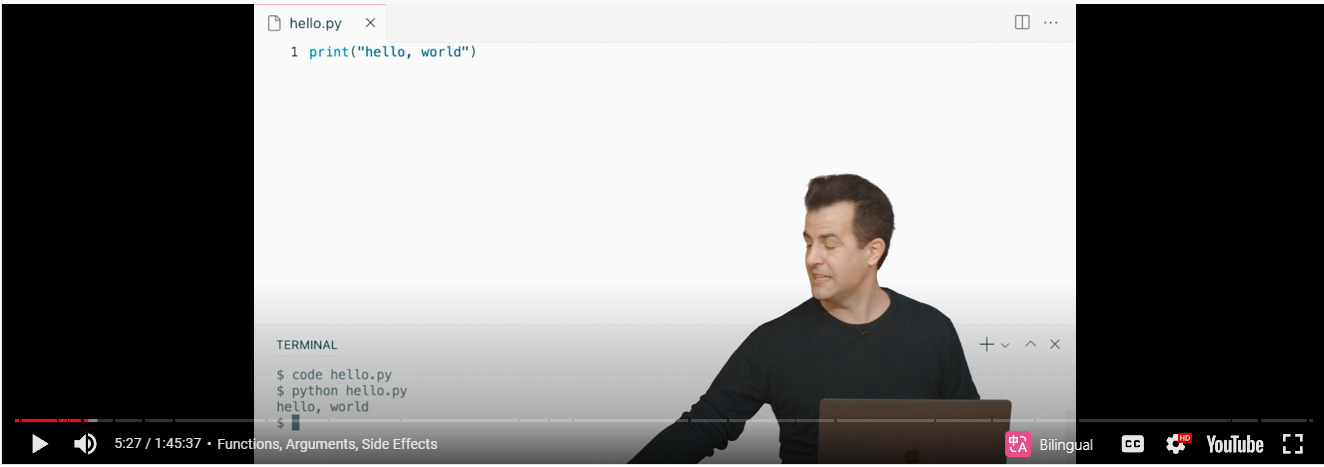 hello.py
1 print("hello, world")
TERMINAL
$ code hello.py
$ python hello.py
hello, world
$
5:27 / 1:45:37 • Functions, Arguments, Side Effects
中A Bilingual
CC
HD
YouTube